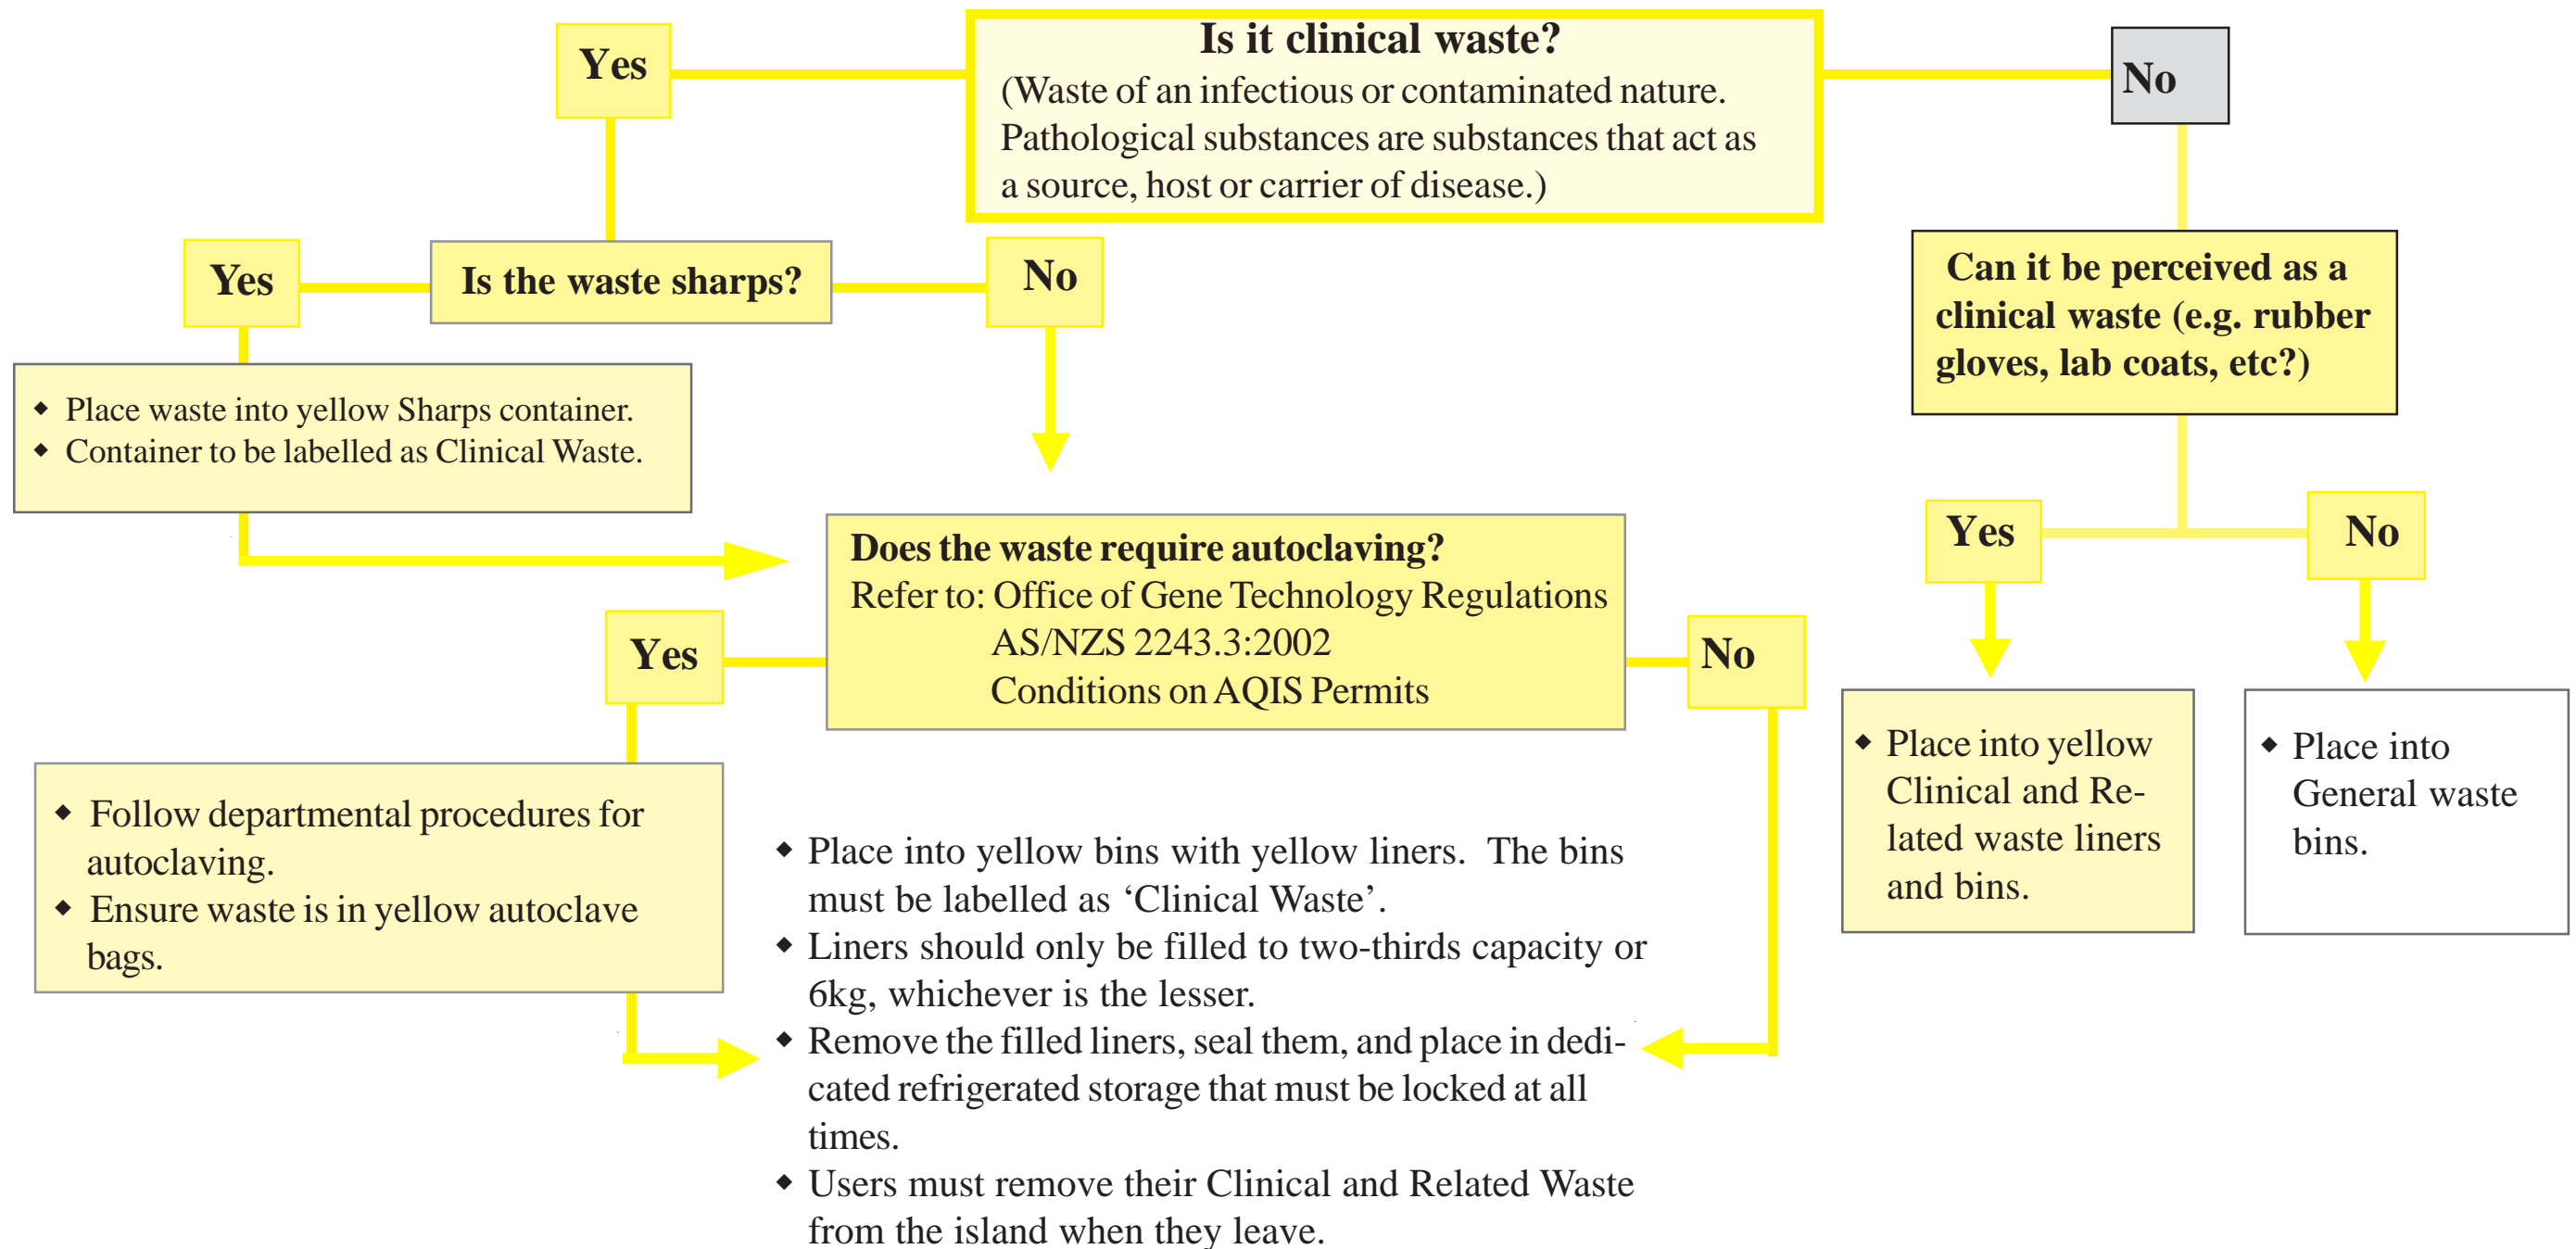 Is it clinical waste?
(Waste of an infectious or contaminated nature.
Pathological substances are substances that act as
a source, host or carrier of disease.)
Yes
No
Yes
Is the waste sharps?
No
Can it be perceived as a
clinical waste (e.g. rubber
gloves, lab coats, etc?)
◆ Place waste into yellow Sharps container.
◆ Container to be labelled as Clinical Waste.
Yes
No
Does the waste require autoclaving?
Refer to: Office of Gene Technology Regulations
AS/NZS 2243.3:2002
Conditions on AQIS Permits
Yes
No
◆ Place into yellow
Clinical and Re-
lated waste liners
and bins.
◆ Place into
General waste
bins.
◆ Follow departmental procedures for
autoclaving.
◆ Ensure waste is in yellow autoclave
bags.
◆ Place into yellow bins with yellow liners.  The bins
must be labelled as ‘Clinical Waste’.
◆ Liners should only be filled to two-thirds capacity or
6kg, whichever is the lesser.
◆ Remove the filled liners, seal them, and place in dedi-
cated refrigerated storage that must be locked at all
times.
◆ Users must remove their Clinical and Related Waste
from the island when they leave.